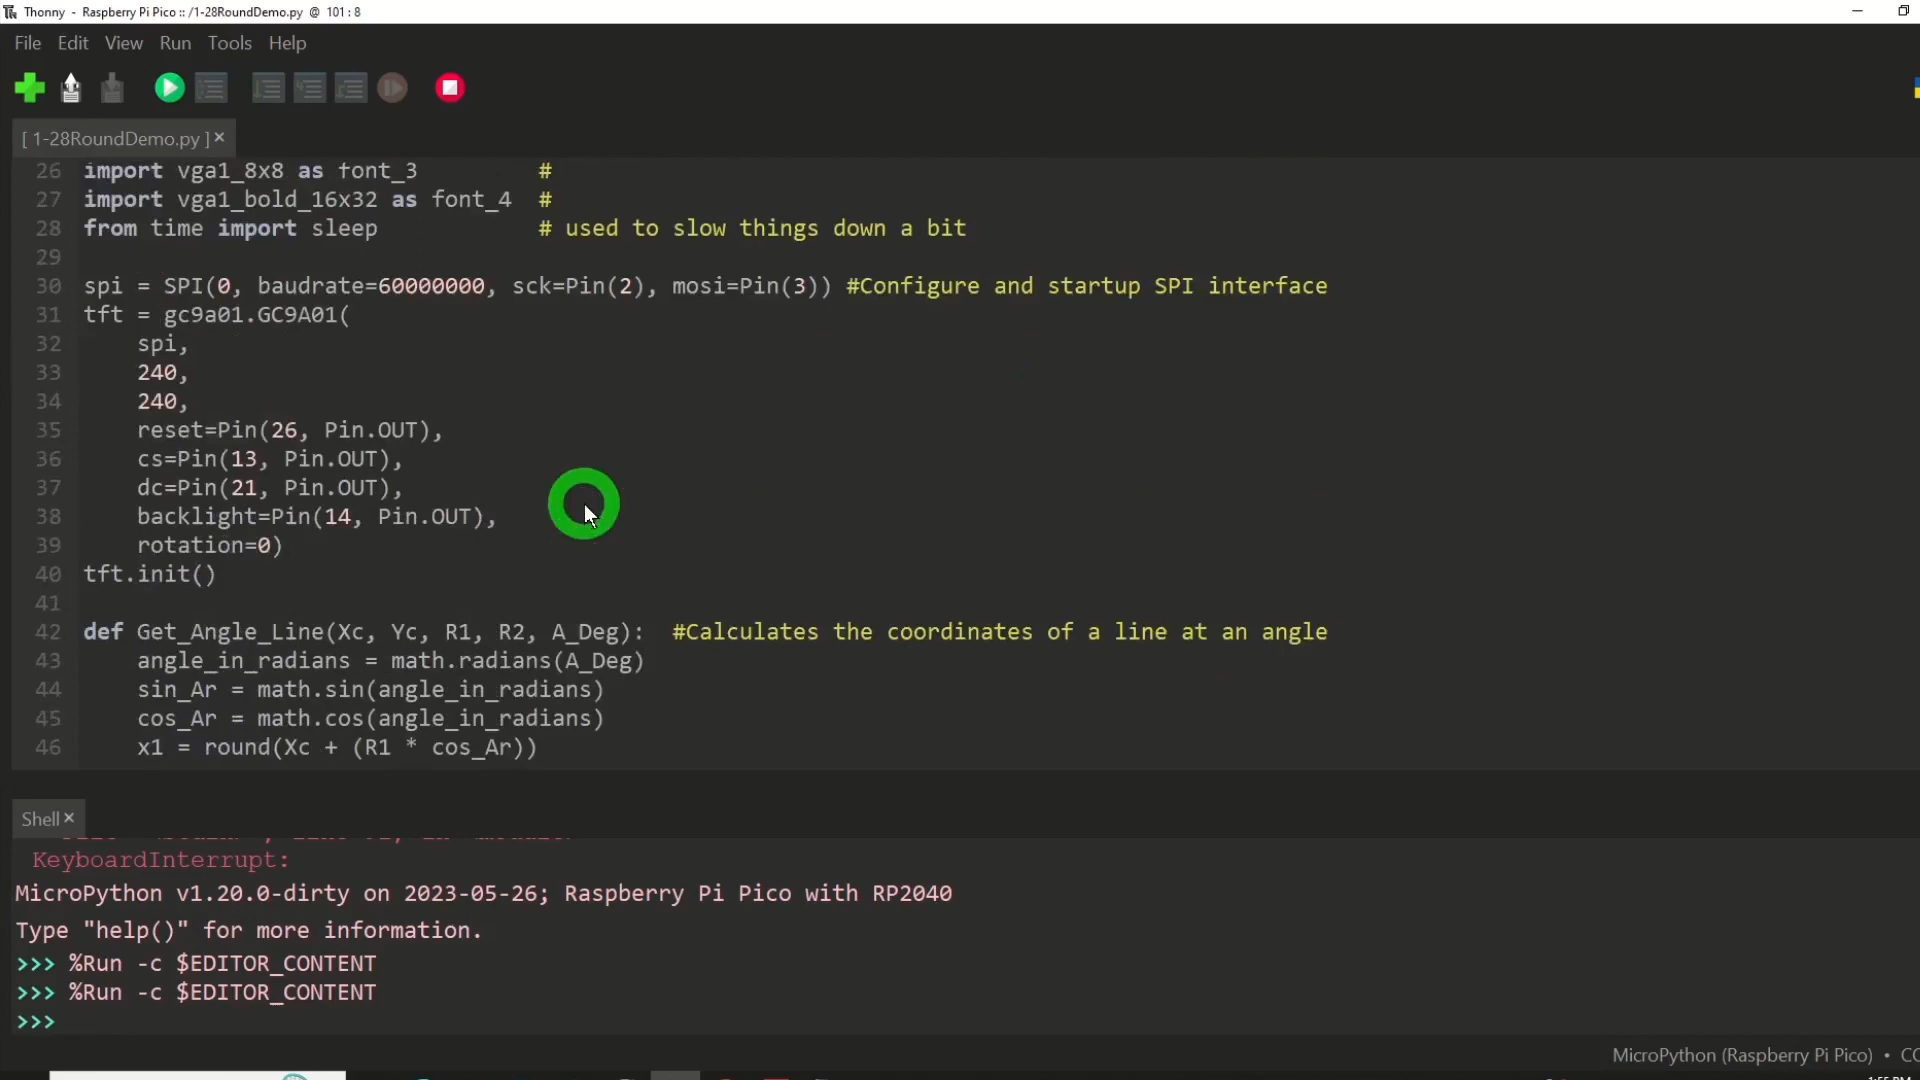 Thonny - Raspberry Pi Pico :: /1-28RoundDemo.py @ 101 : 8
File Edit View Run Tools Help
[ 1-28RoundDemo.py ] ×
26 import vga1_8x8 as font_3 #
27 import vga1_bold_16x32 as font_4 #
28 from time import sleep # used to slow things down a bit
29
30 spi = SPI(0, baudrate=60000000, sck=Pin(2), mosi=Pin(3)) #Configure and startup SPI interface
31 tft = gc9a01.GC9A01(
32 spi,
33 240,
34 240,
35 reset=Pin(26, Pin.OUT),
36 cs=Pin(13, Pin.OUT),
37 dc=Pin(21, Pin.OUT),
38 backlight=Pin(14, Pin.OUT),
39 rotation=0)
40 tft.init()
41
42 def Get_Angle_Line(Xc, Yc, R1, R2, A_Deg): #Calculates the coordinates of a line at an angle
43 angle_in_radians = math.radians(A_Deg)
44 sin_Ar = math.sin(angle_in_radians)
45 cos_Ar = math.cos(angle_in_radians)
46 x1 = round(Xc + (R1 * cos_Ar))
Shell ×
KeyboardInterrupt:
MicroPython v1.20.0-dirty on 2023-05-26; Raspberry Pi Pico with RP2040
Type "help()" for more information.
>>> %Run -c $EDITOR_CONTENT
>>> %Run -c $EDITOR_CONTENT
>>>
MicroPython (Raspberry Pi Pico) •